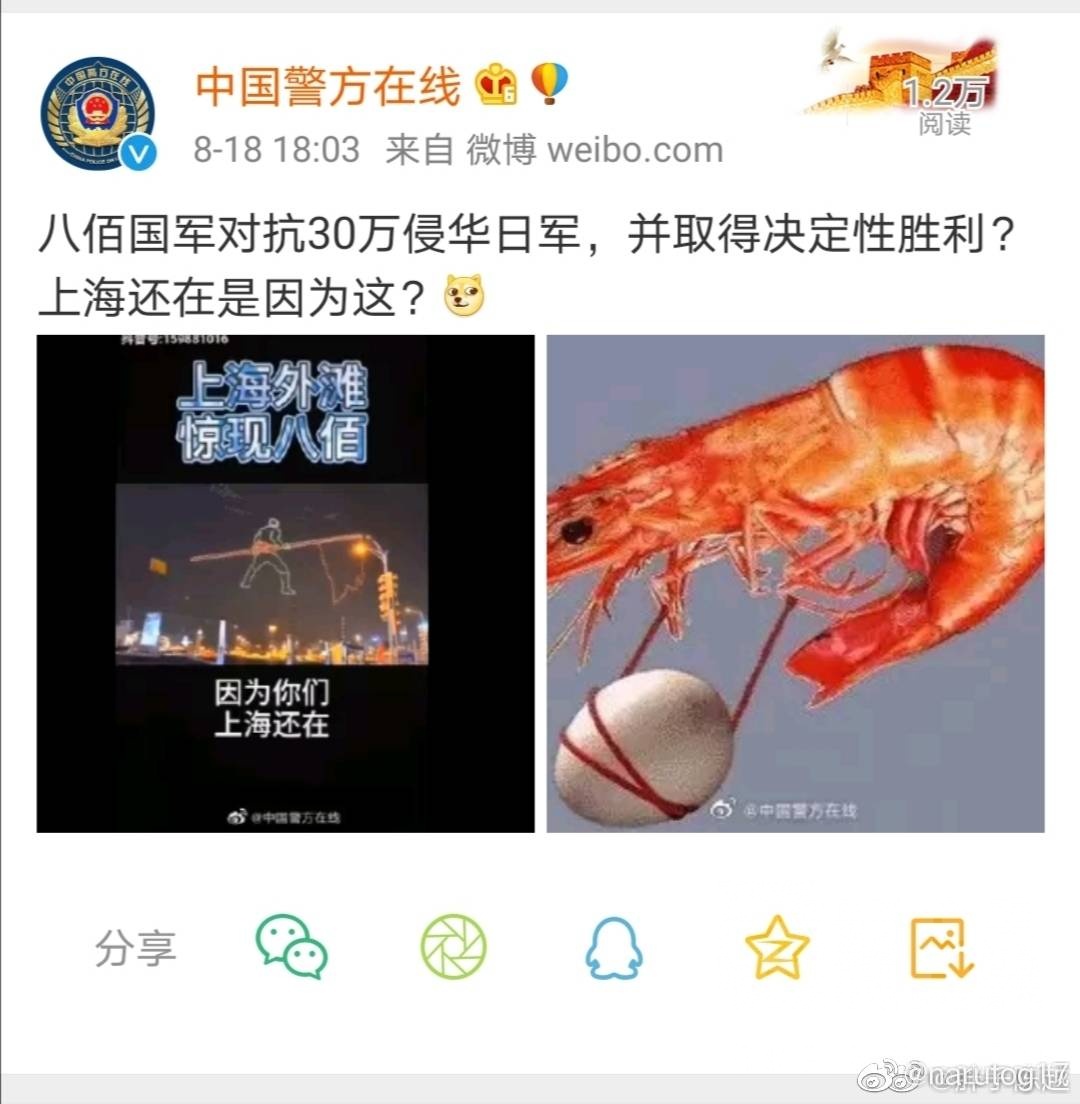 中国警方在线
1.2万
阅读
8-18 18:03 来自 微博 weibo.com
八佰国军对抗30万侵华日军，并取得决定性胜利？
上海还在是因为这？
抖音号:159881016
上海外滩
惊现八佰
因为你们
上海还在
@中国警方在线
@中国警方在线
分享